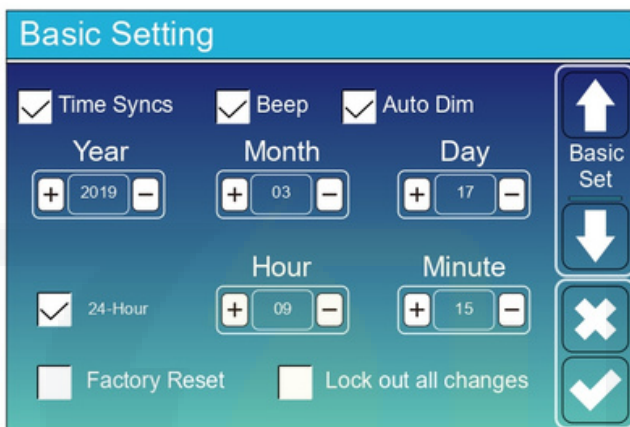 Basic Setting
Time Syncs Beep Auto Dim
Year Month Day
+ 2019 − + 03 − + 17 −
Basic
Set
Hour Minute
24-Hour + 09 − + 15 −
Factory Reset Lock out all changes